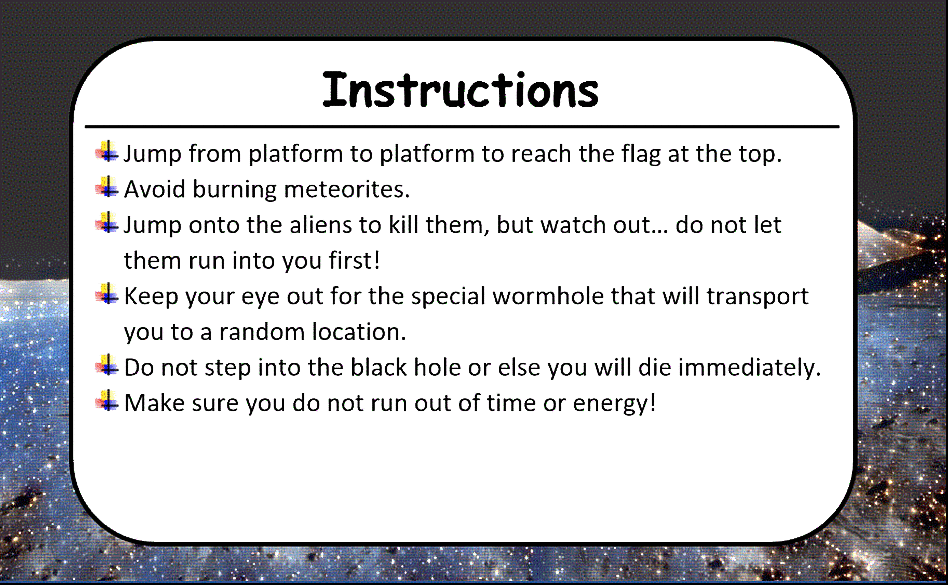 Instructions
Jump from platform to platform to reach the flag at the top.
Avoid burning meteorites.
Jump onto the aliens to kill them, but watch out... do not let
them run into you first!
Keep your eye out for the special wormhole that will transport
you to a random location.
Do not step into the black hole or else you will die immediately.
Make sure you do not run out of time or energy!